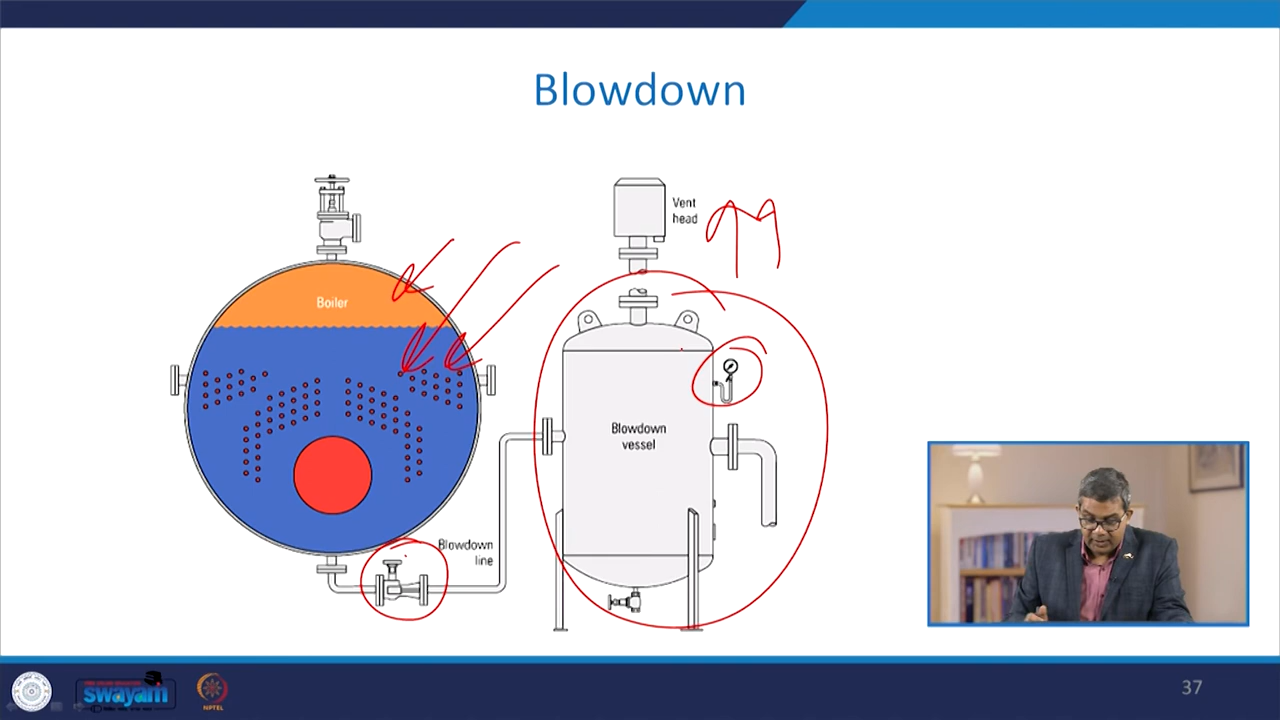 Blowdown
Vent
head
Boiler
Blowdown
vessel
Blowdown
line
swayam
NPTEL
37